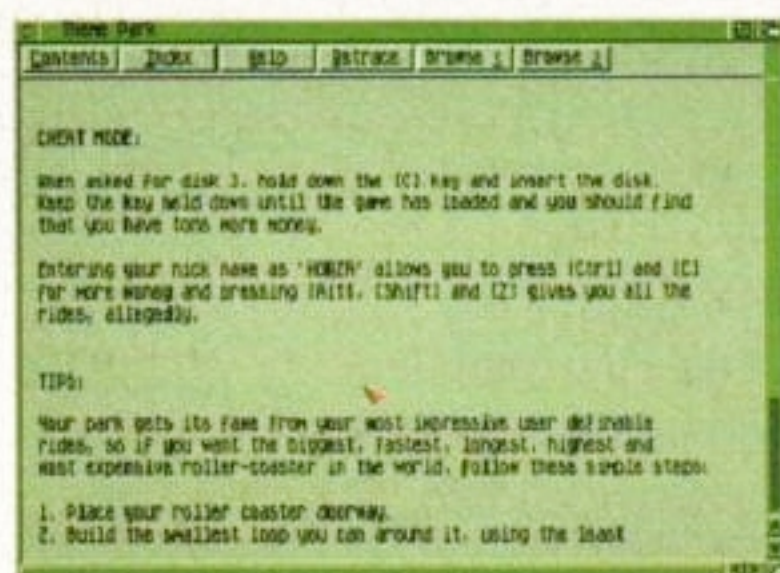 Theme Park
Contents Index Help Retrace Browse < Browse >
CHEAT MODE:
When asked for disk 3, hold down the [C] key and insert the disk.
Keep the key held down until the game has loaded and you should find
that you have tons more money.
Entering your nick name as 'HORZA' allows you to press [Ctrl] and [C]
for more money and pressing [Alt], [Shift] and [Z] gives you all the
rides, allegedly.
TIPS:
Your park gets its fame from your most impressive user definable
rides, so if you want the biggest, fastest, longest, highest and
most expensive roller-coaster in the world, follow these simple steps:
1. Place your roller coaster doorway.
2. Build the smallest loop you can around it, using the least